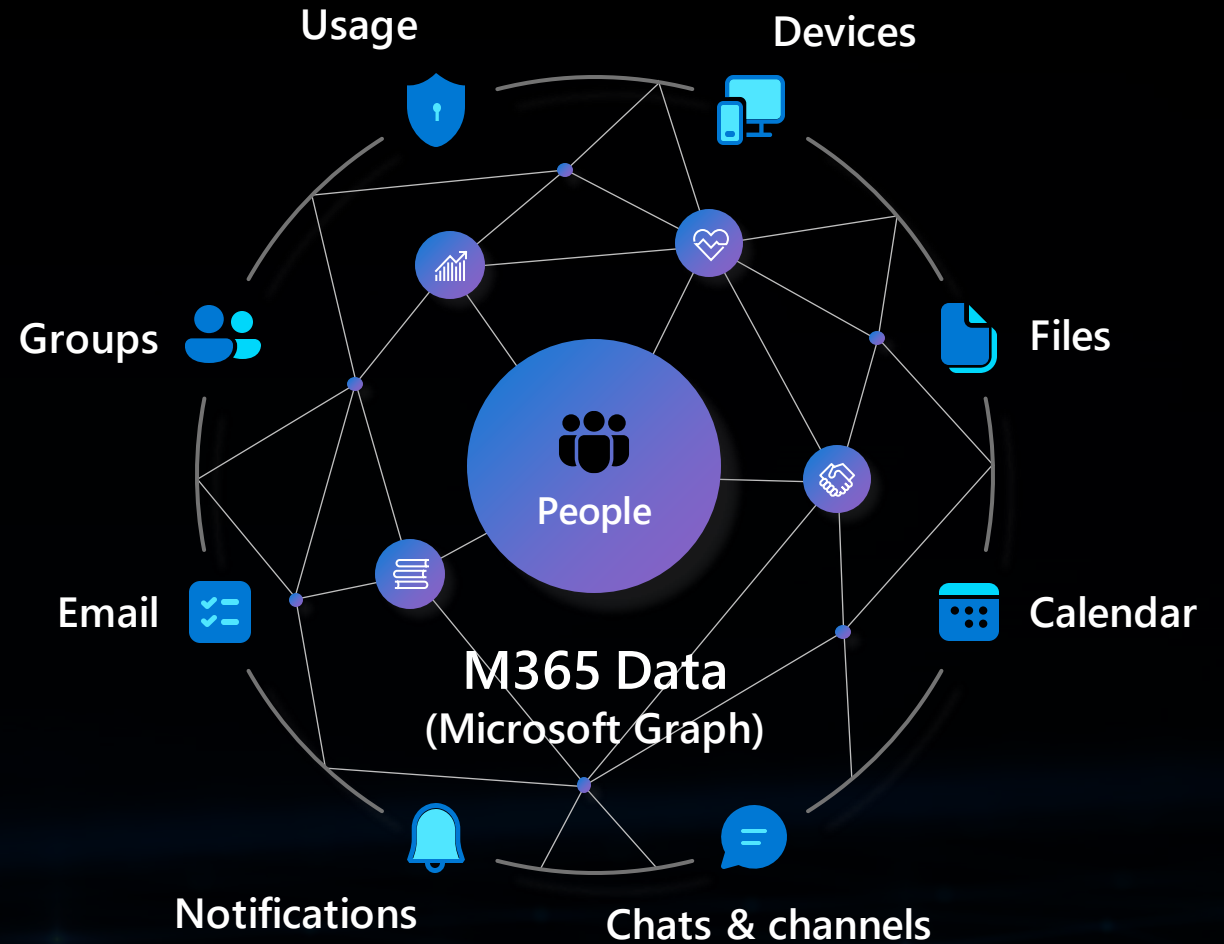 Usage
Devices
Groups
Files
People
Email
Calendar
M365 Data
(Microsoft Graph)
Notifications
Chats & channels